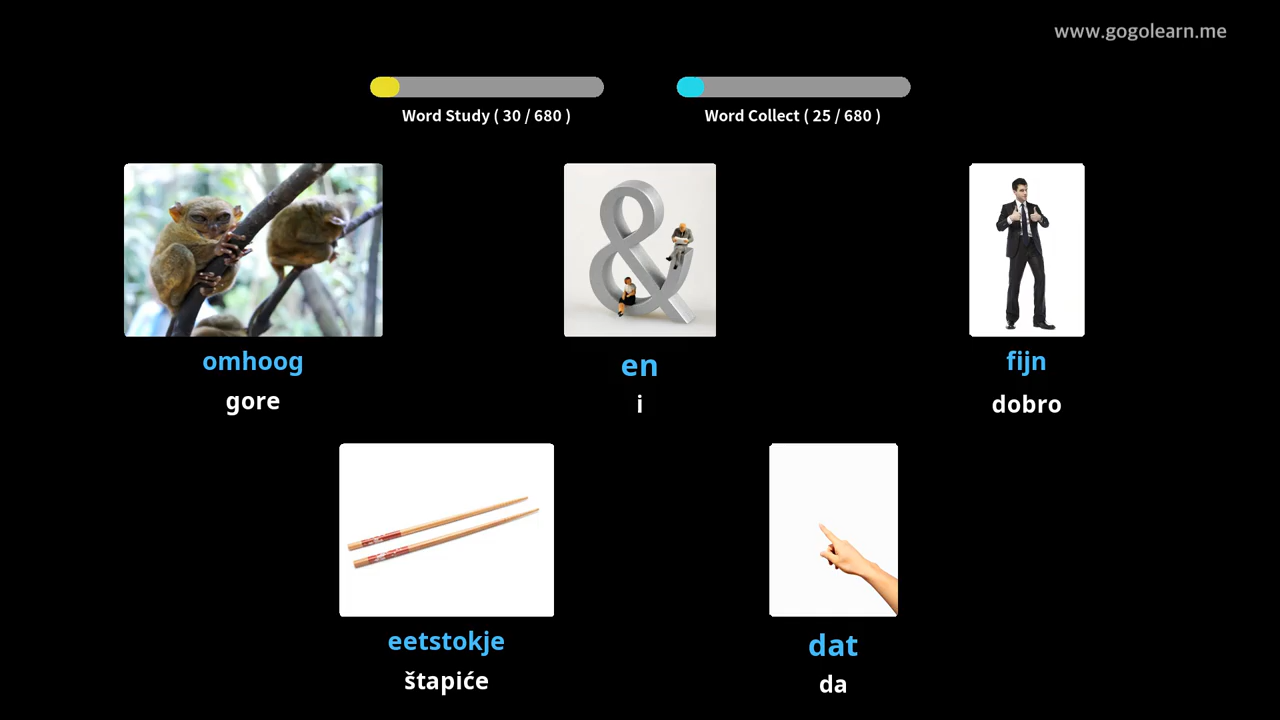 www.gogolearn.me
Word Study ( 30 / 680 )
Word Collect ( 25 / 680 )
omhoog
gore
en
i
fijn
dobro
eetstokje
štapiće
dat
da